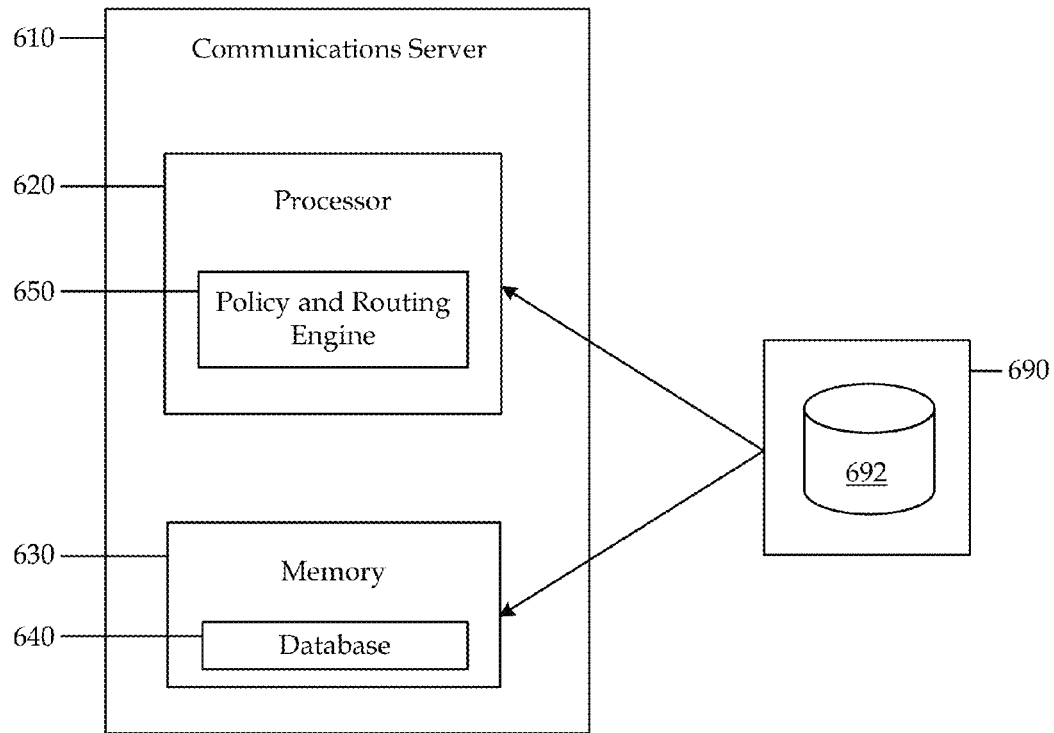 610
Communications Server
620
Processor
650
Policy and Routing
Engine
690
692
630
Memory
640
Database